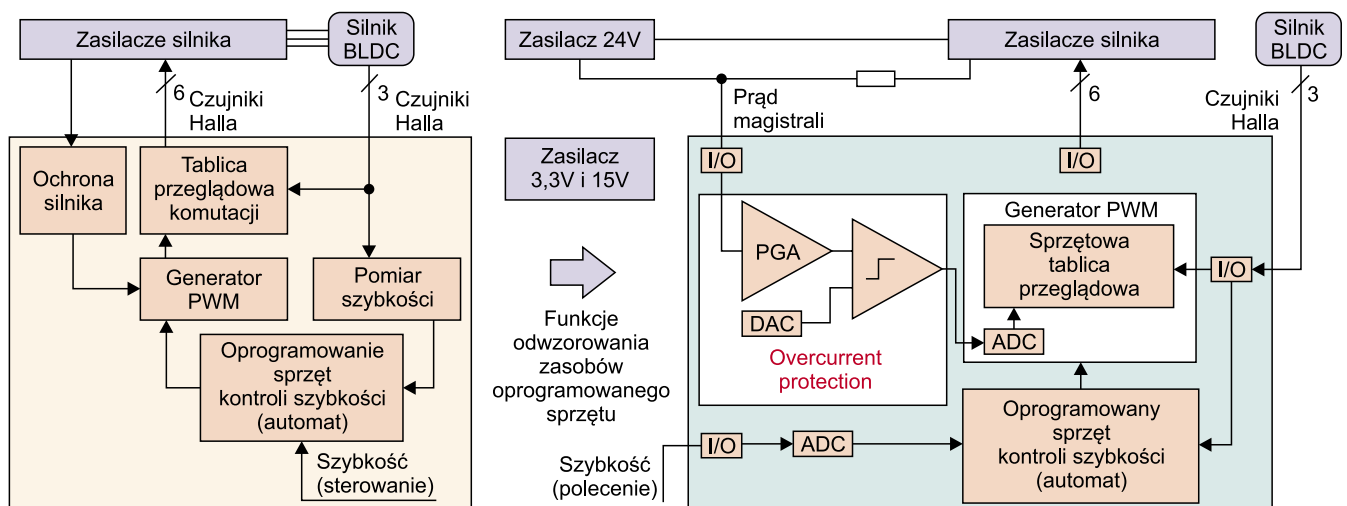 Zasilacze silnika
Silnik
BLDC
6
Czujniki
Halla
3
Czujniki
Halla
Ochrona
silnika
Tablica
przeglądowa
komutacji
Generator
PWM
Pomiar
szybkości
Oprogramowanie
sprzęt
kontroli szybkości
(automat)
Szybkość
(sterowanie)
Zasilacz 24V
Zasilacze silnika
Silnik
BLDC
Prąd
magistrali
6
Czujniki
Halla
3
Zasilacz
3,3V i 15V
Funkcje
odwzorowania
zasobów
oprogramowanego
sprzętu
I/O
I/O
PGA
DAC
Overcurrent
protection
Generator PWM
Sprzętowa
tablica
przeglądowa
I/O
ADC
Oprogramowany
sprzęt
kontroli szybkości
(automat)
I/O
ADC
Szybkość
(polecenie)